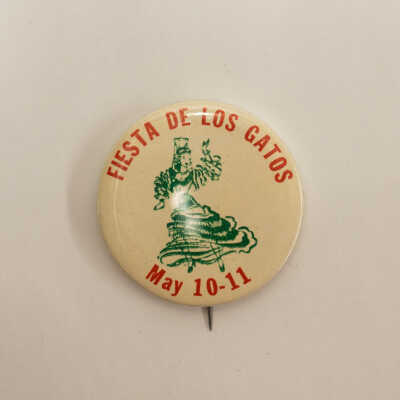 FIESTA DE LOS GATOS
May 10-11